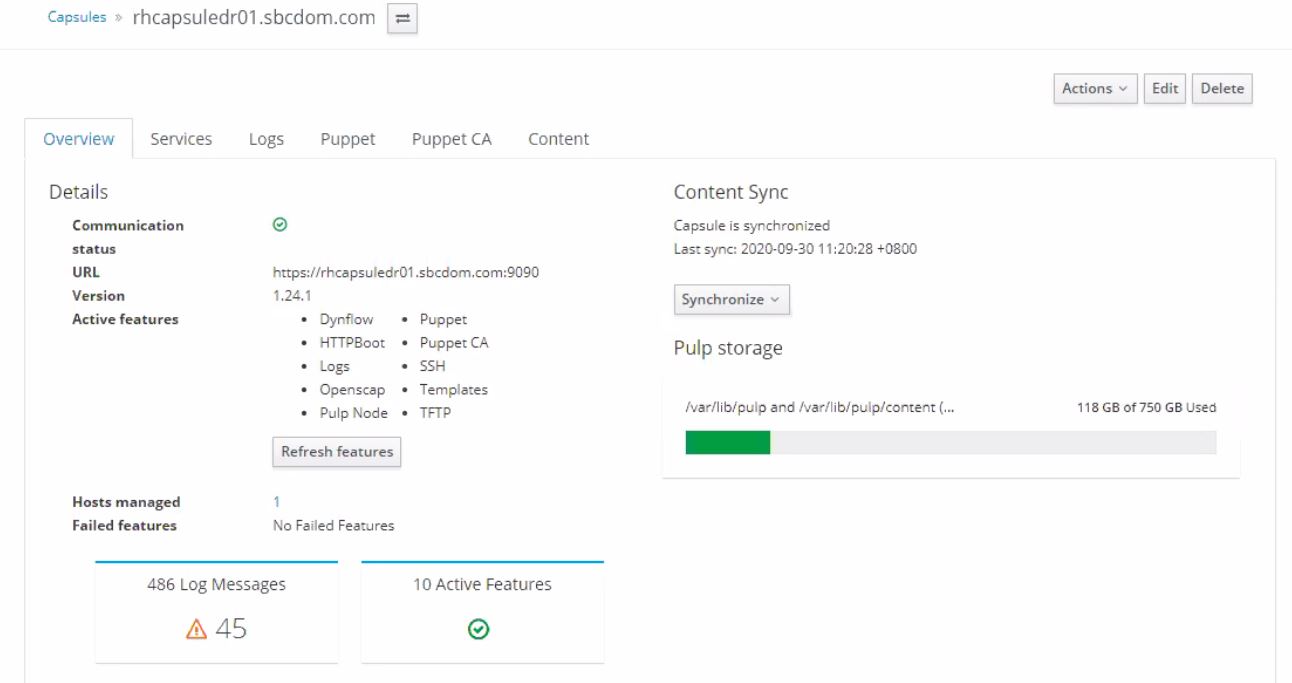 Capsules » rhcapsuledr01.sbcdom.com
Actions Edit Delete
Overview Services Logs Puppet Puppet CA Content
Details
Communication status
URL https://rhcapsuledr01.sbcdom.com:9090
Version 1.24.1
Active features
• Dynflow • Puppet
• HTTPBoot • Puppet CA
• Logs • SSH
• Openscap • Templates
• Pulp Node • TFTP
Refresh features
Hosts managed 1
Failed features No Failed Features
486 Log Messages
45
10 Active Features
Content Sync
Capsule is synchronized
Last sync: 2020-09-30 11:20:28 +0800
Synchronize
Pulp storage
/var/lib/pulp and /var/lib/pulp/content (... 118 GB of 750 GB Used